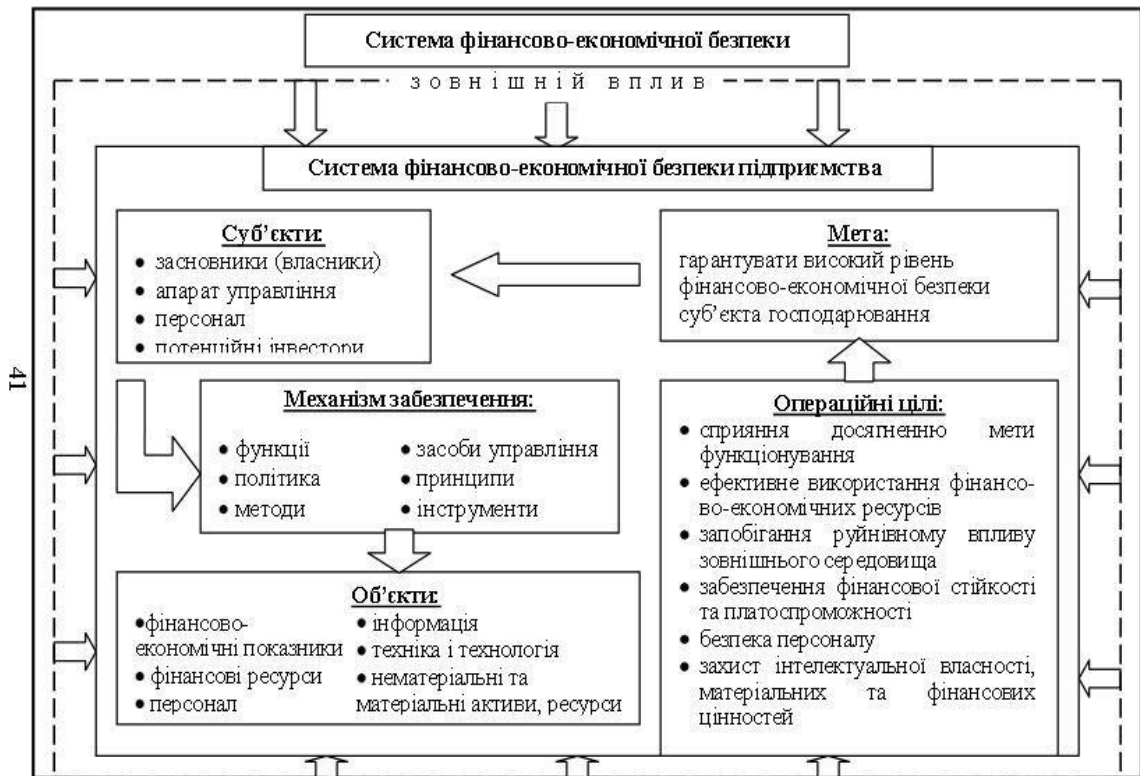 Система фінансово-економічної безпеки
зовнішній вплив
Система фінансово-економічної безпеки підприємства
Суб’єкти:
• засновники (власники)
• апарат управління
• персонал
• потенційні інвестори
Мета:
гарантувати високий рівень
фінансово-економічної безпеки
суб’єкта господарювання
Механізм забезпечення:
• функції
• політика
• методи
• засоби управління
• принципи
• інструменти
Об’єкти:
•фінансово-
економічні показники
• фінансові ресурси
• персонал
• інформація
• техніка і технологія
• нематеріальні та
матеріальні активи, ресурси
Операційні цілі:
• сприяння досягненню мети
функціонування
• ефективне використання фінансо-
во-економічних ресурсів
• запобігання руйнівному впливу
зовнішнього середовища
• забезпечення фінансової стійкості
та платоспроможності
• безпека персоналу
• захист інтелектуальної власності,
матеріальних та фінансових
цінностей
41